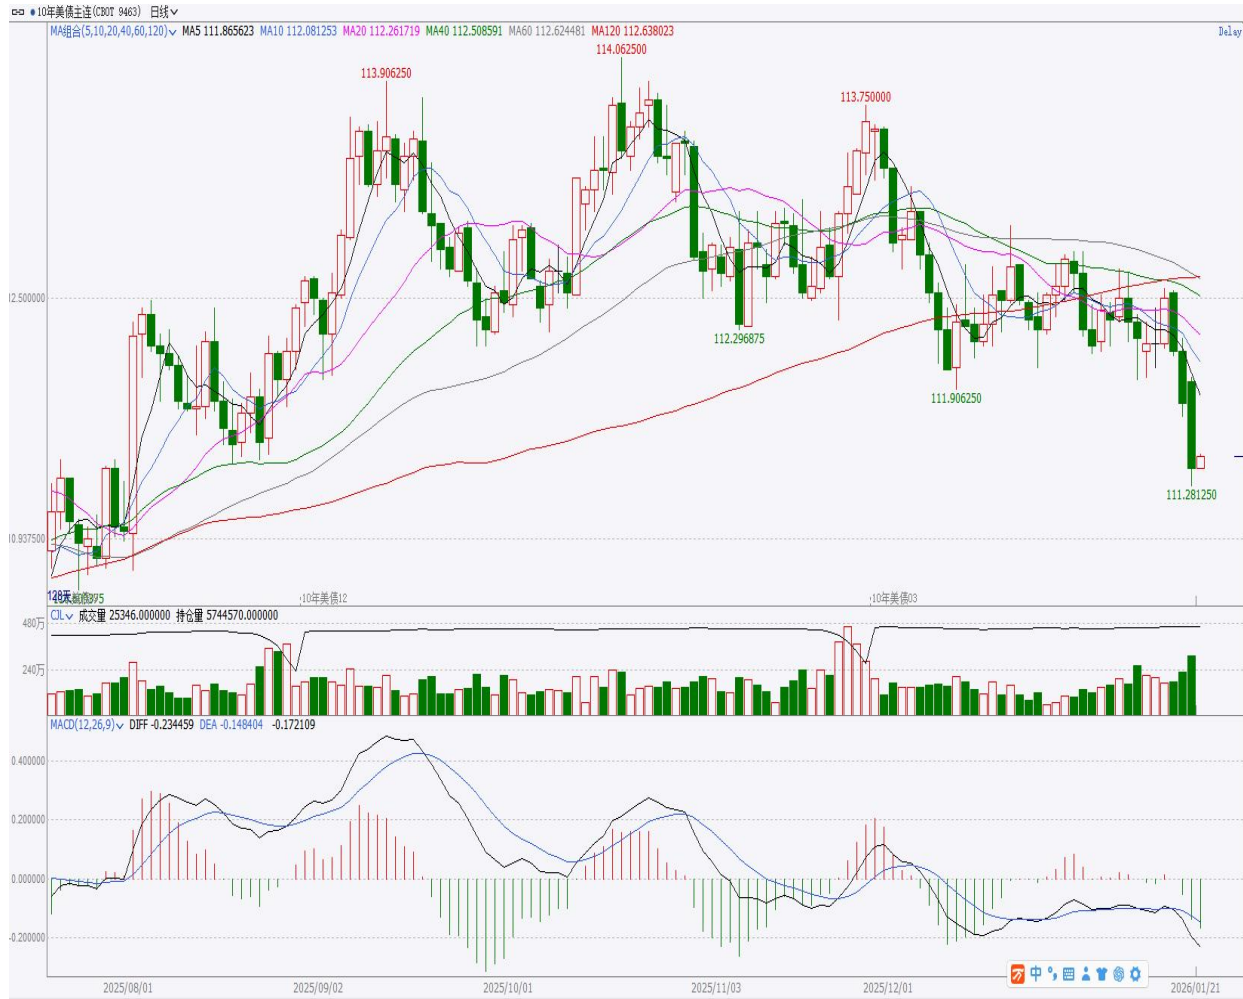 10年美债主连(CBOT 9463) 日线
MA组合(5,10,20,40,60,120) MA5 111.865623 MA10 112.081253 MA20 112.261719 MA40 112.508591 MA60 112.624481 MA120 112.638023
Delay
114.062500
113.906250
113.750000
12.500000
112.296875
111.906250
111.281250
10.937500
128天
10年美债12
10年美债03
CJL 成交量 25346.000000 持仓量 5744570.000000
480万
240万
MACD(12,26,9) DIFF -0.234459 DEA -0.148404 -0.172109
0.400000
0.200000
0.000000
-0.200000
中
2025/08/01 2025/09/02 2025/10/01 2025/11/03 2025/12/01 2026/01/21